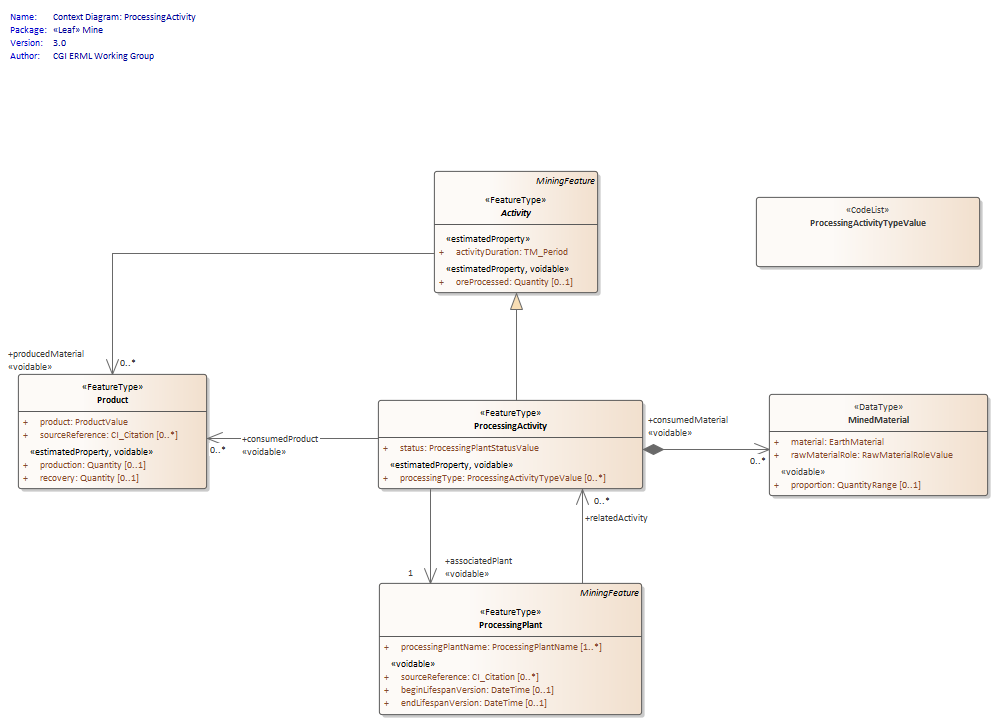 Name: Context Diagram: ProcessingActivity
Package: «Leaf» Mine
Version: 3.0
Author: CGI ERML Working Group
MiningFeature
«FeatureType»
Activity
«estimatedProperty»
+ activityDuration: TM_Period
«estimatedProperty, voidable»
+ oreProcessed: Quantity [0..1]
«CodeList»
ProcessingActivityTypeValue
+producedMaterial
«voidable»
0..*
«FeatureType»
Product
+ product: ProductValue
+ sourceReference: CI_Citation [0..*]
«estimatedProperty, voidable»
+ production: Quantity [0..1]
+ recovery: Quantity [0..1]
+consumedProduct
«voidable»
0..*
«FeatureType»
ProcessingActivity
+ status: ProcessingPlantStatusValue
«estimatedProperty, voidable»
+ processingType: ProcessingActivityTypeValue [0..*]
+consumedMaterial
«voidable»
0..*
«DataType»
MinedMaterial
+ material: EarthMaterial
+ rawMaterialRole: RawMaterialRoleValue
«voidable»
+ proportion: QuantityRange [0..1]
0..*
+relatedActivity
+associatedPlant
«voidable»
1
MiningFeature
«FeatureType»
ProcessingPlant
+ processingPlantName: ProcessingPlantName [1..*]
«voidable»
+ sourceReference: CI_Citation [0..*]
+ beginLifespanVersion: DateTime [0..1]
+ endLifespanVersion: DateTime [0..1]